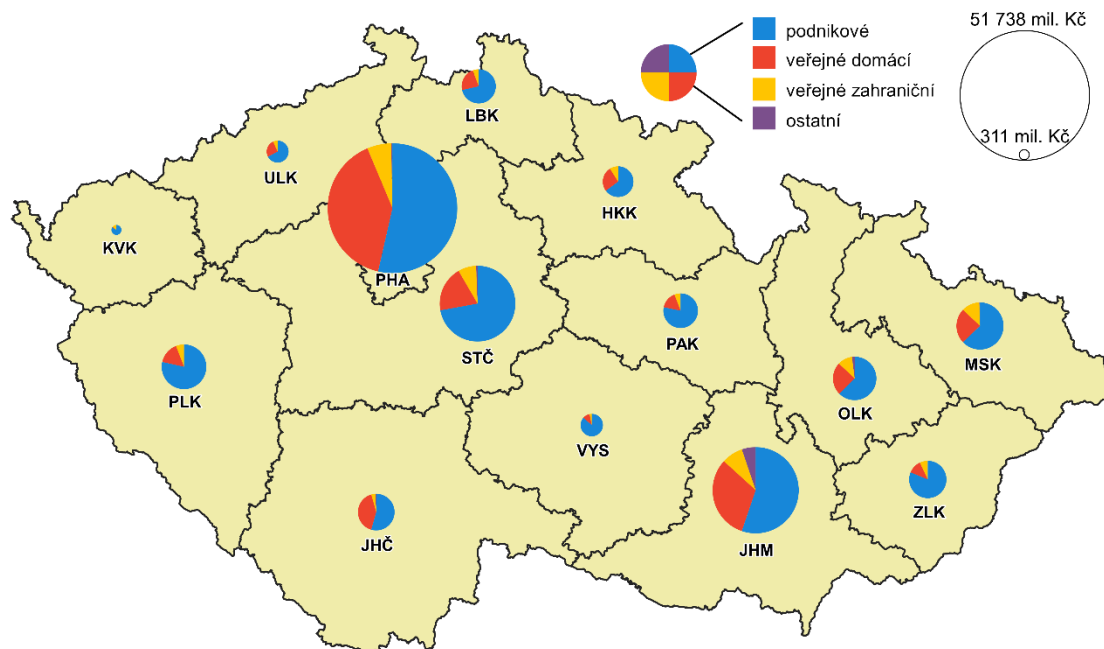 51 738 mil. Kč
podnikové
veřejné domácí
veřejné zahraniční
ostatní
311 mil. Kč
LBK
ULK
HKK
KVK
PHA
STČ
PAK
MSK
PLK
OLK
VYS
ZLK
JHČ
JHM